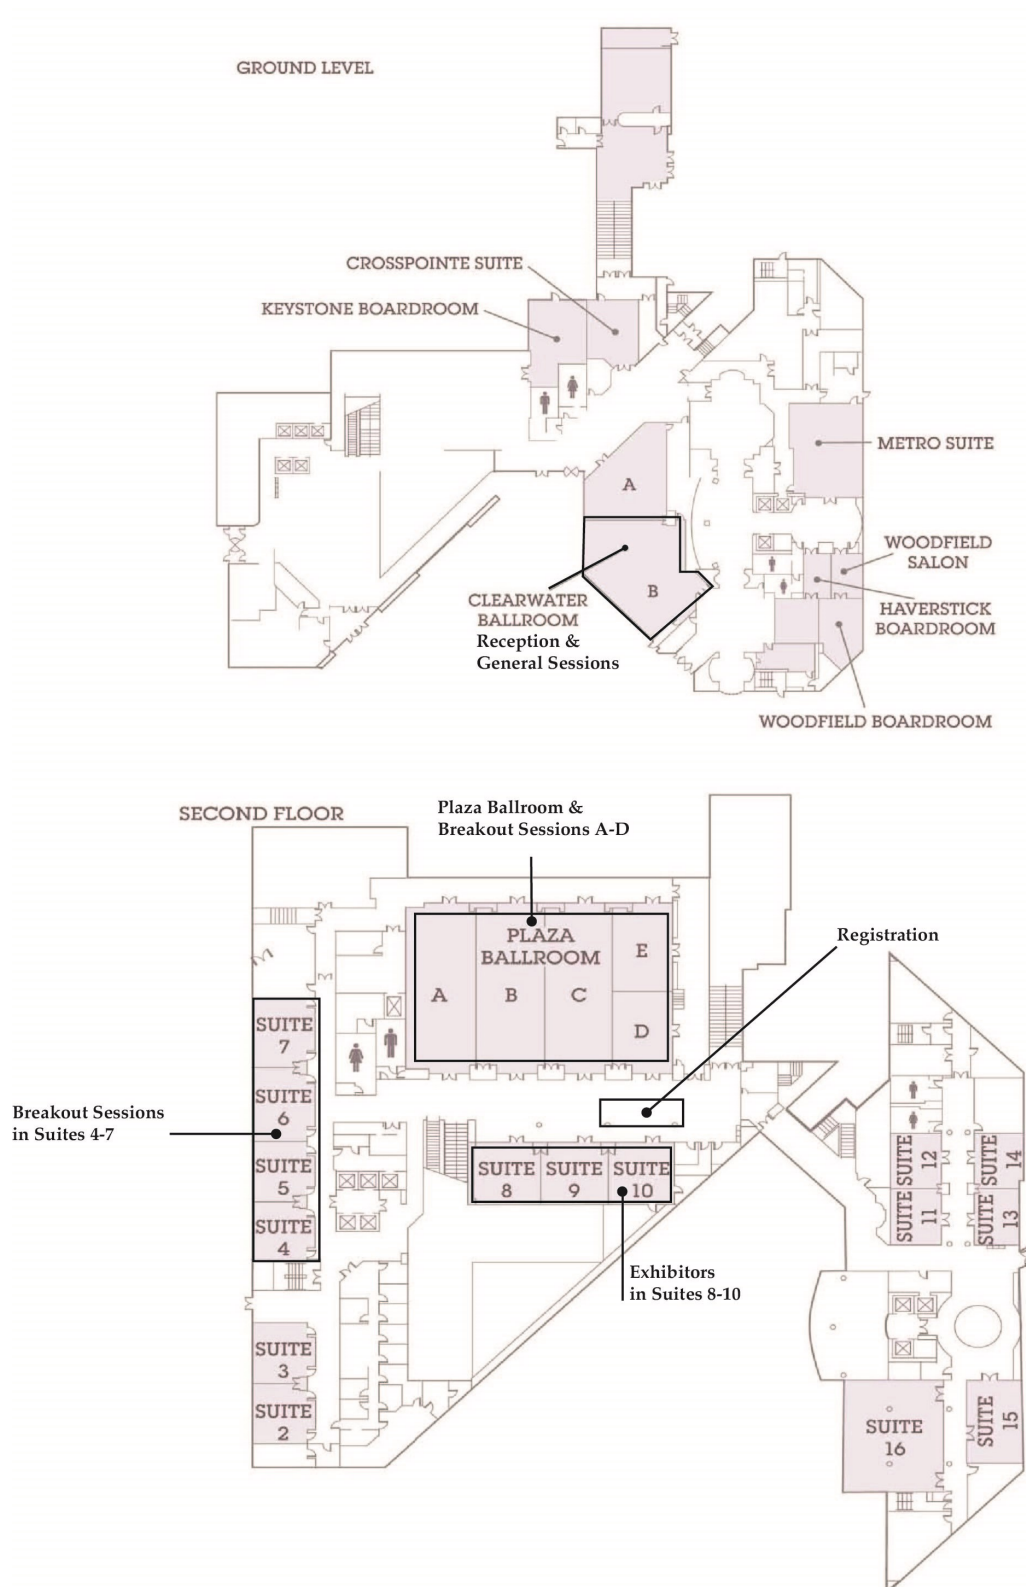 GROUND LEVEL
CROSSPOINTE SUITE
KEYSTONE BOARDROOM
METRO SUITE
A
WOODFIELD
SALON
B
CLEARWATER
BALLROOM
Reception &
General Sessions
HAVERSTICK
BOARDROOM
WOODFIELD BOARDROOM
SECOND FLOOR
Plaza Ballroom &
Breakout Sessions A-D
Registration
PLAZA
BALLROOM
A
B
C
E
D
SUITE
7
SUITE
6
SUITE
5
SUITE
4
Breakout Sessions
in Suites 4-7
SUITE
8
SUITE
9
SUITE
10
Exhibitors
in Suites 8-10
SUITE
12
SUITE
14
SUITE
11
SUITE
13
SUITE
3
SUITE
2
SUITE
16
SUITE
15